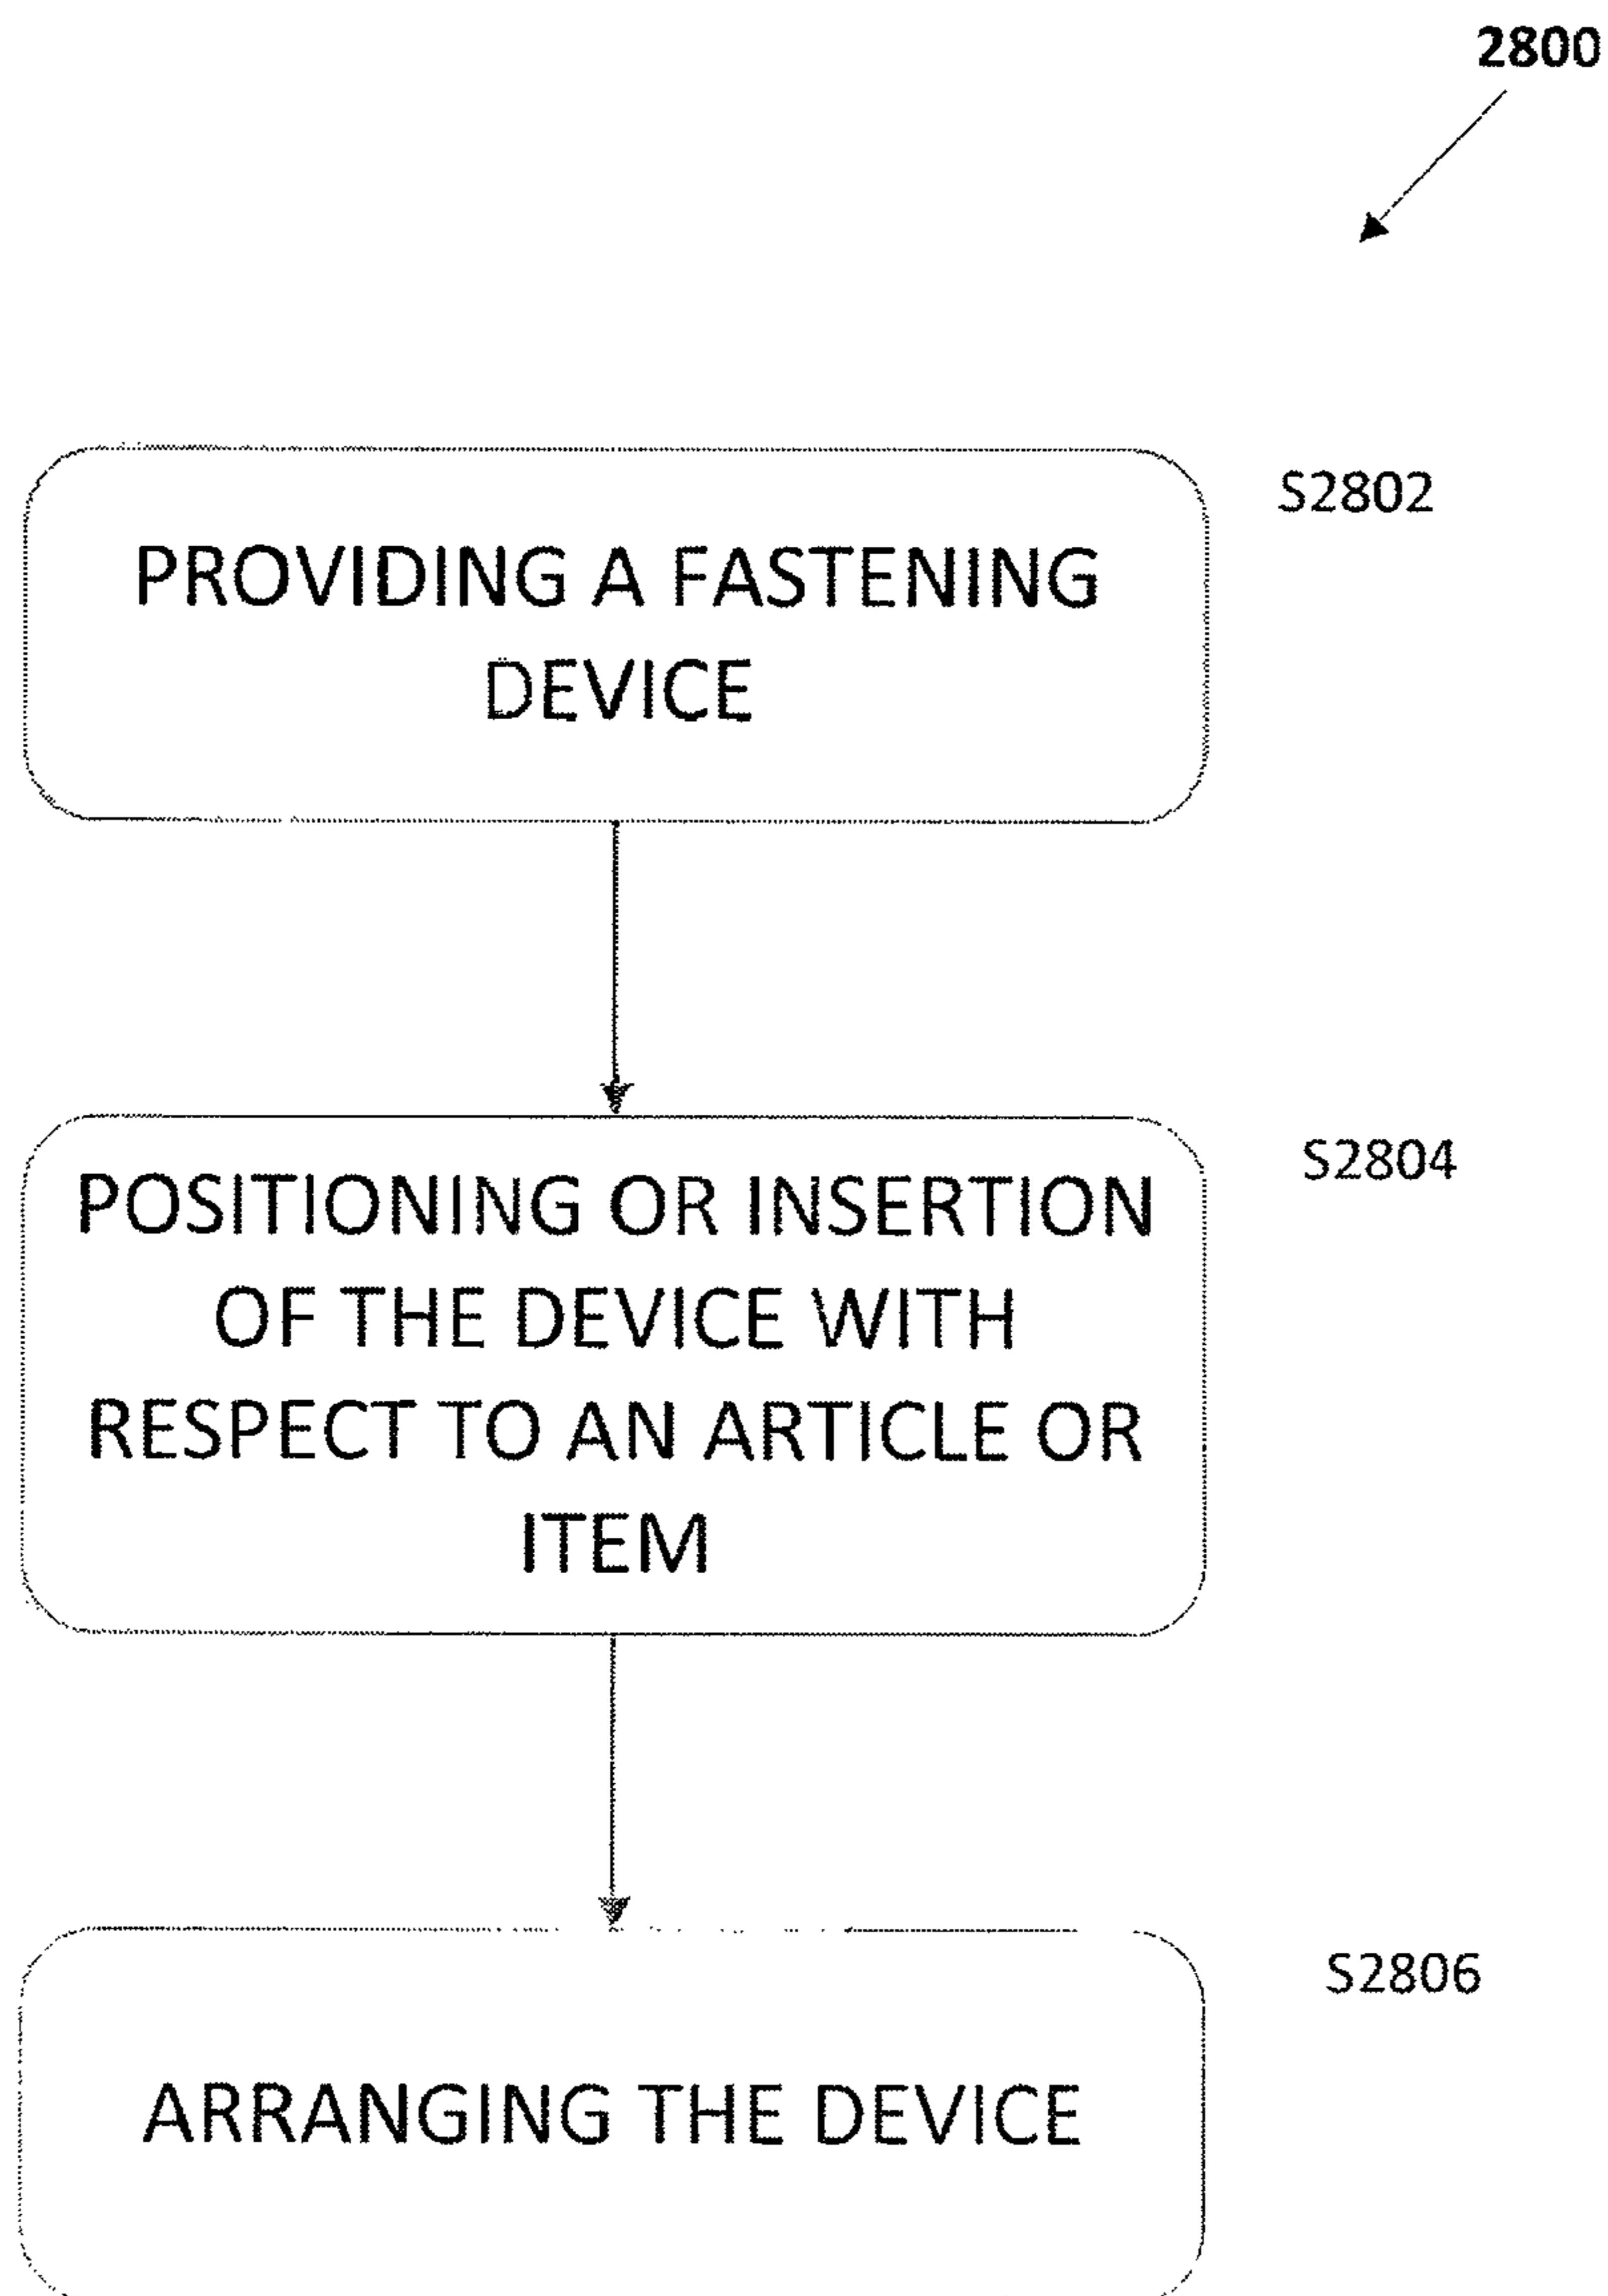 2800
S2802
PROVIDING A FASTENING
DEVICE
S2804
POSITIONING OR INSERTION
OF THE DEVICE WITH
RESPECT TO AN ARTICLE OR
ITEM
S2806
ARRANGING THE DEVICE